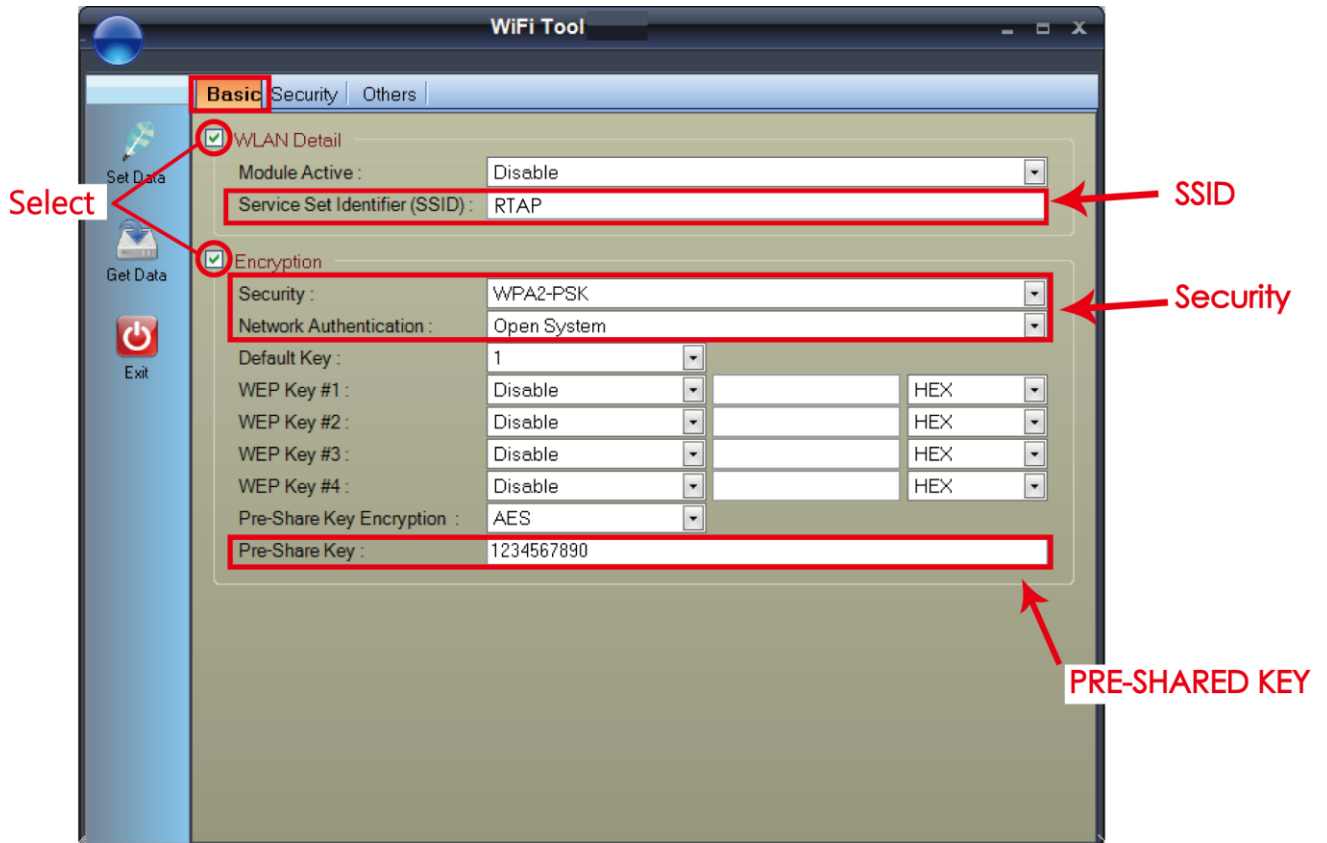 WiFi Tool
Basic Security Others
WLAN Detail
Set Data
Module Active : Disable
Select
Service Set Identifier (SSID) : RTAP
SSID
Encryption
Get Data
Security : WPA2-PSK
Security
Network Authentication : Open System
Default Key : 1
Exit
WEP Key #1 : Disable HEX
WEP Key #2 : Disable HEX
WEP Key #3 : Disable HEX
WEP Key #4 : Disable HEX
Pre-Share Key Encryption : AES
Pre-Share Key : 1234567890
PRE-SHARED KEY